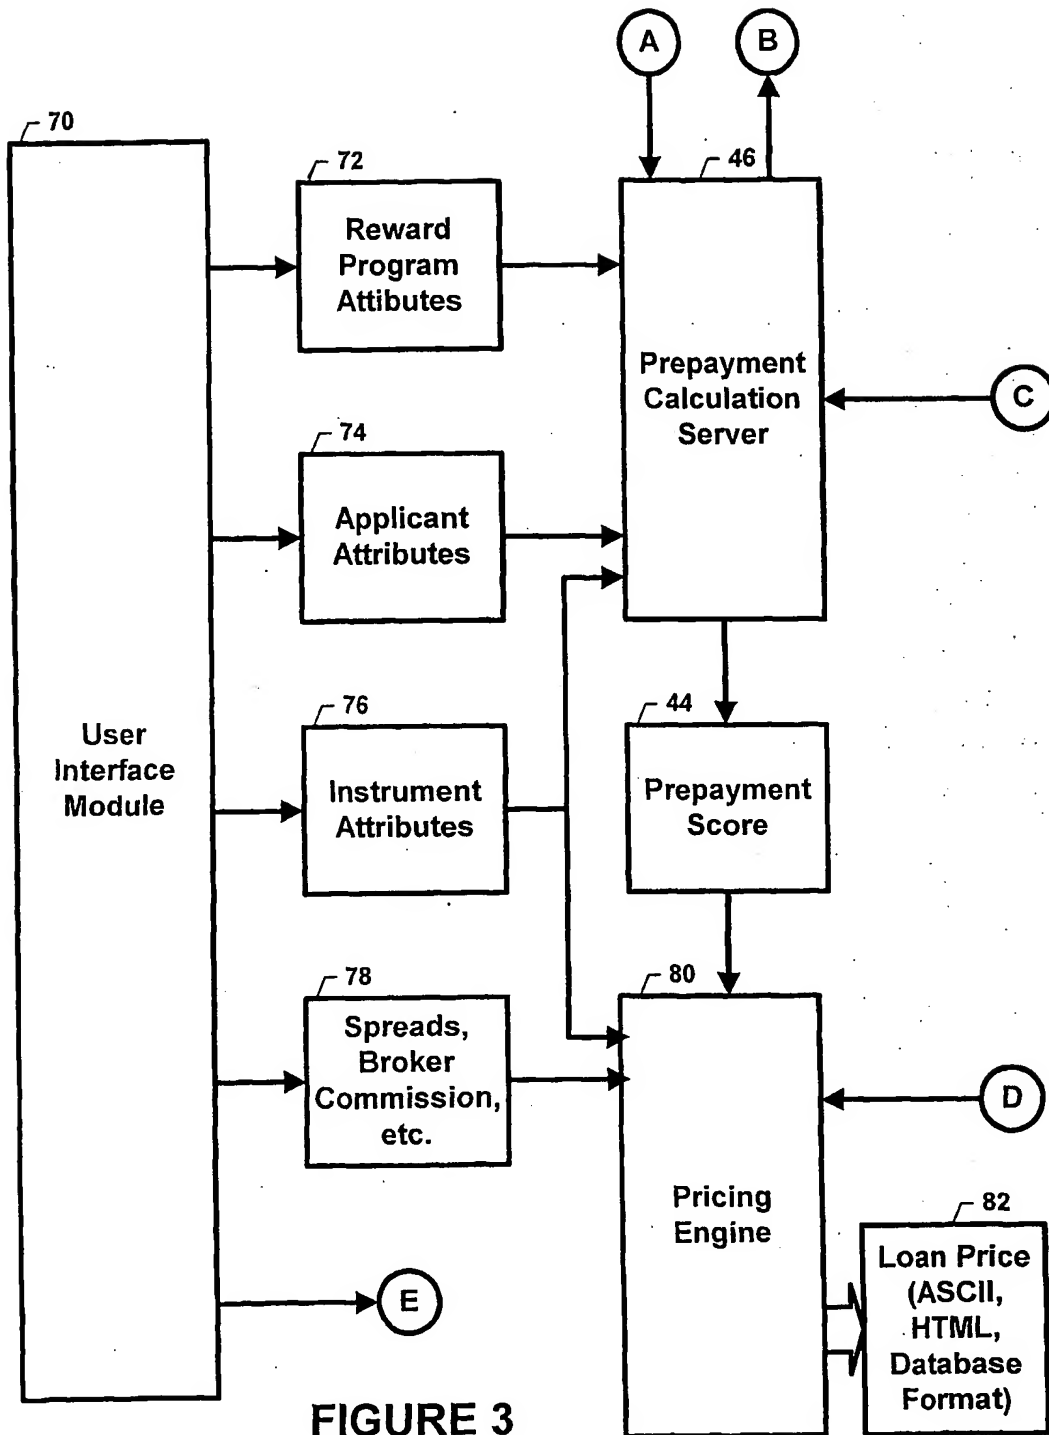 A
B
70
72
46
Reward
Program
Attibutes
Prepayment
Calculation
Server
C
74
Applicant
Attributes
76
44
User
Interface
Module
Instrument
Attributes
Prepayment
Score
78
80
Spreads,
Broker
Commission,
etc.
D
Pricing
Engine
82
Loan Price
(ASCII,
HTML,
Database
Format)
E
FIGURE 3